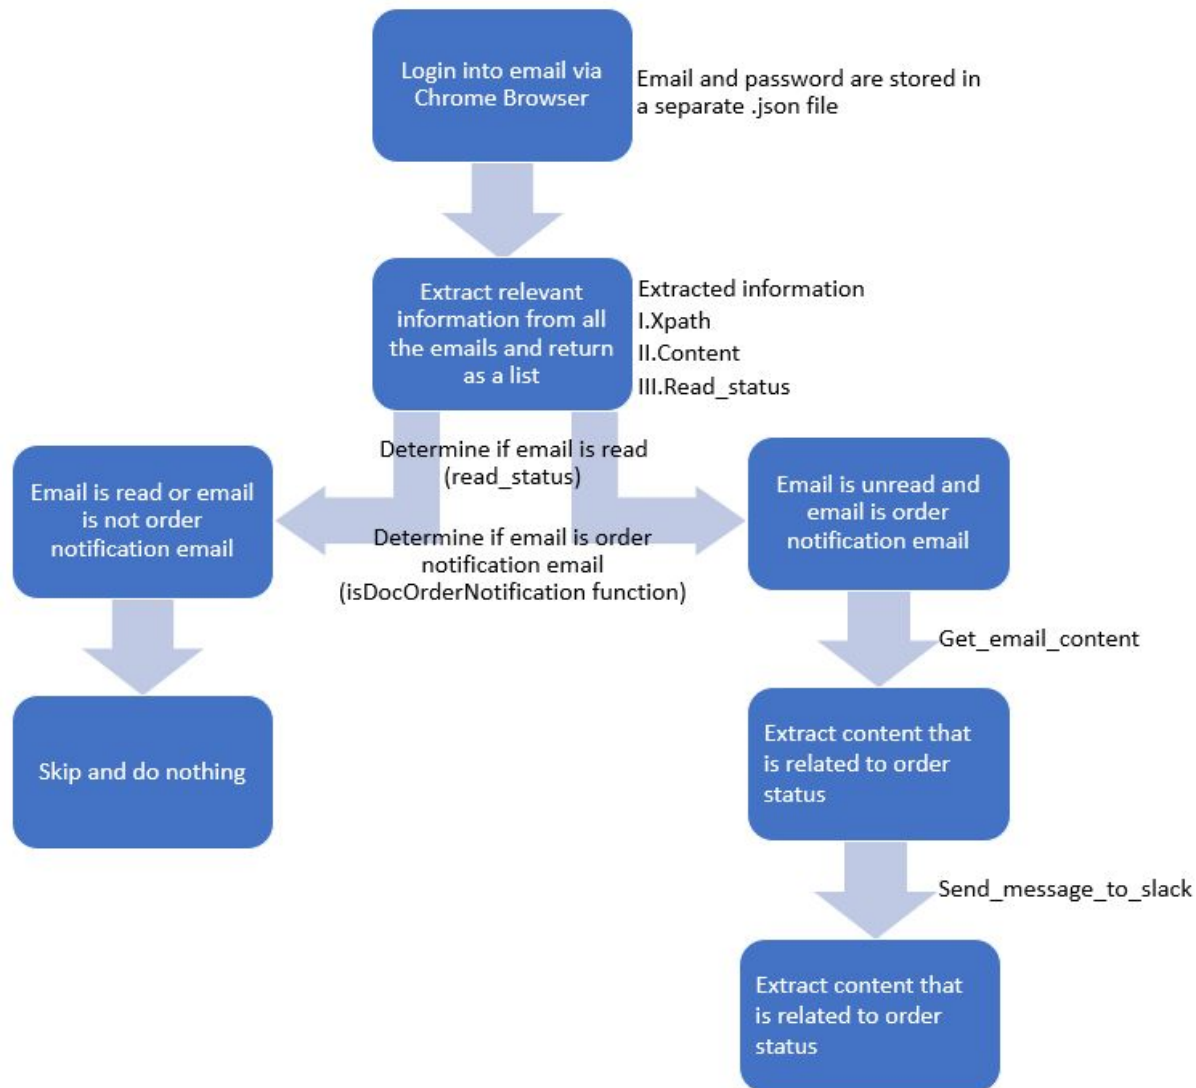 Login into email via
Chrome Browser
Email and password are stored in
a separate .json file
Extract relevant
information from all
the emails and return
as a list
Extracted information
I.Xpath
II.Content
III.Read_status
Determine if email is read
(read_status)
Determine if email is order
notification email
(isDocOrderNotification function)
Email is read or email
is not order
notification email
Email is unread and
email is order
notification email
Get_email_content
Skip and do nothing
Extract content that
is related to order
status
Send_message_to_slack
Extract content that
is related to order
status